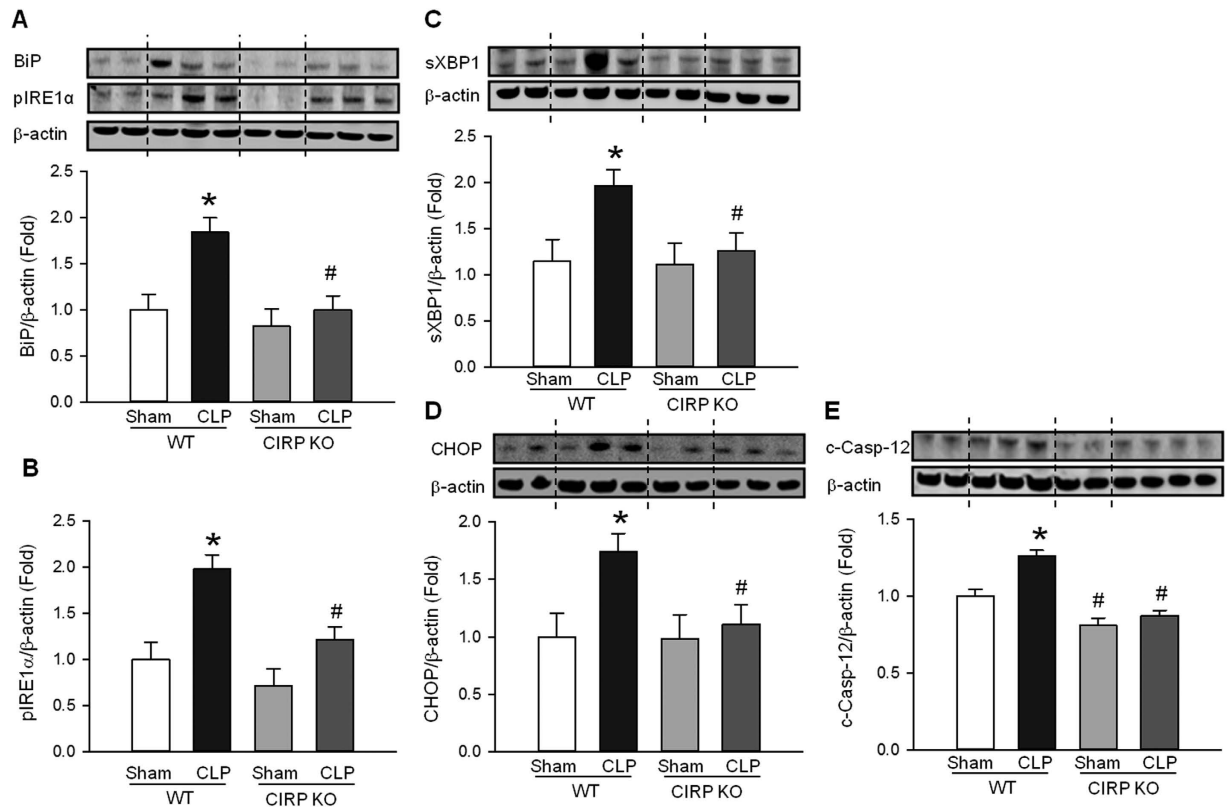 A
BiP
pIRE1α
β-actin
BiP/β-actin (Fold)
2.5
2.0
1.5
1.0
0.5
0.0
*
#
Sham CLP Sham CLP
WT CIRP KO
B
pIRE1α/β-actin (Fold)
2.5
2.0
1.5
1.0
0.5
0.0
*
#
Sham CLP Sham CLP
WT CIRP KO
C
sXBP1
β-actin
sXBP1/β-actin (Fold)
2.5
2.0
1.5
1.0
0.5
0.0
*
#
Sham CLP Sham CLP
WT CIRP KO
D
CHOP
β-actin
CHOP/β-actin (Fold)
2.0
1.5
1.0
0.5
0.0
*
#
Sham CLP Sham CLP
WT CIRP KO
E
c-Casp-12
β-actin
c-Casp-12/β-actin (Fold)
1.5
1.0
0.5
0.0
*
# #
Sham CLP Sham CLP
WT CIRP KO